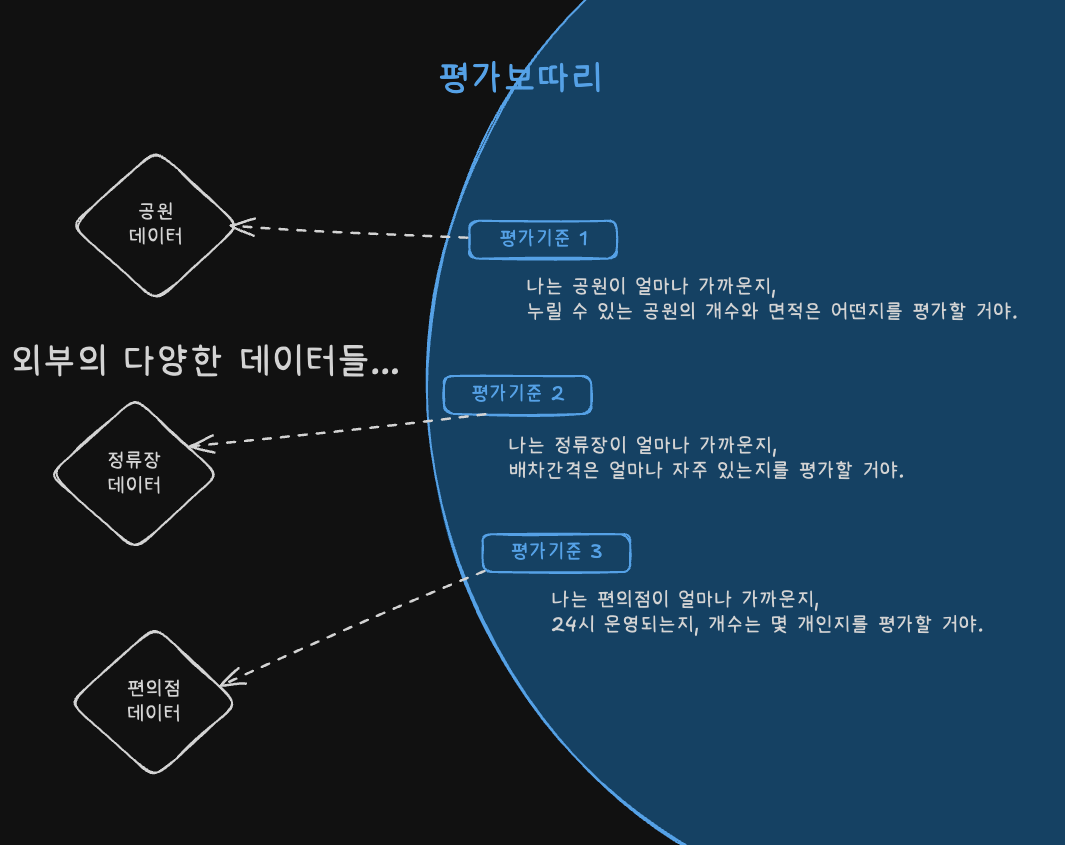 평가보따리
공원
데이터
평가기준 1
나는 공원이 얼마나 가까운지,
누릴 수 있는 공원의 개수와 면적은 어떤지를 평가할 거야.
외부의 다양한 데이터들...
평가기준 2
정류장
데이터
나는 정류장이 얼마나 가까운지,
배차간격은 얼마나 자주 있는지를 평가할 거야.
평가기준 3
나는 편의점이 얼마나 가까운지,
24시 운영되는지, 개수는 몇 개인지를 평가할 거야.
편의점
데이터